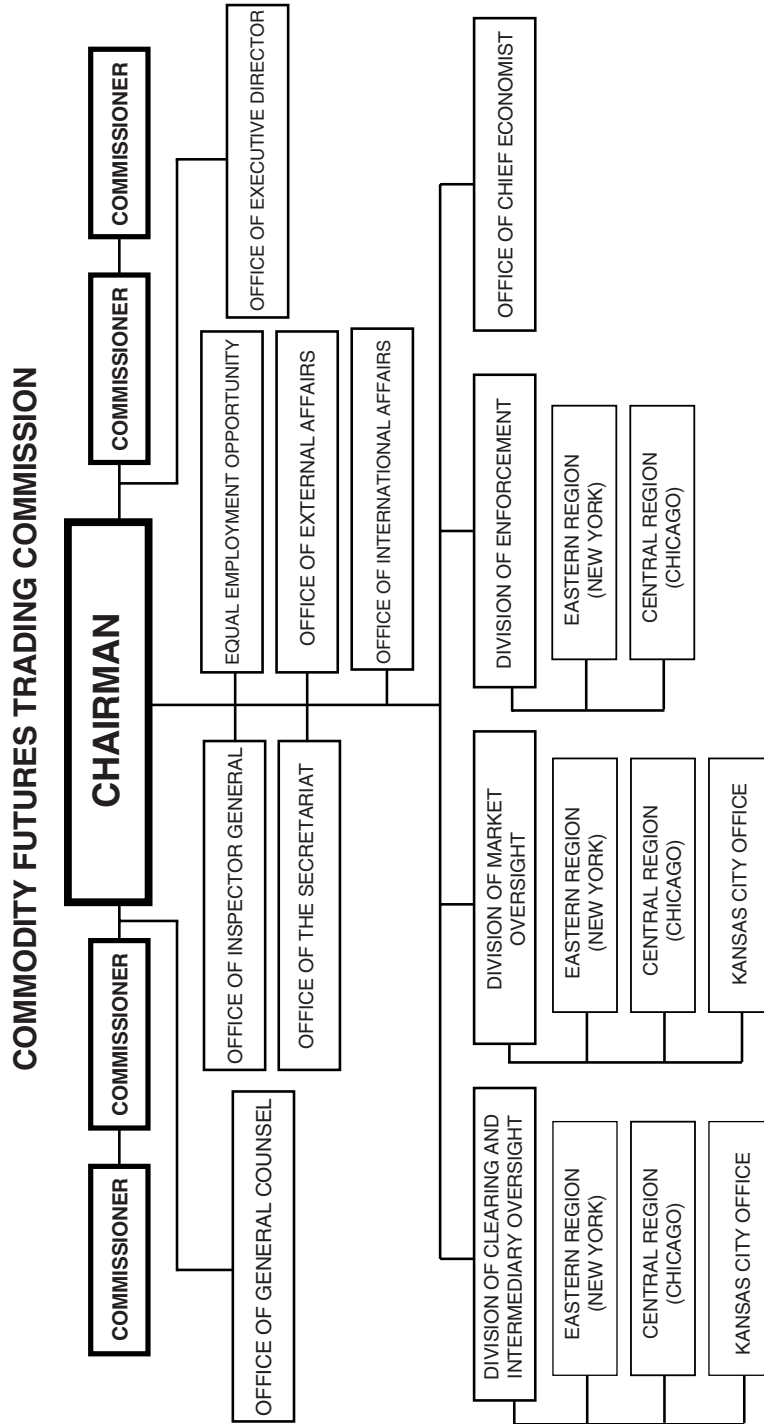 COMMODITY FUTURES TRADING COMMISSION
COMMISSIONER
COMMISSIONER
CHAIRMAN
COMMISSIONER
COMMISSIONER
OFFICE OF GENERAL COUNSEL
OFFICE OF INSPECTOR GENERAL
EQUAL EMPLOYMENT OPPORTUNITY
OFFICE OF EXECUTIVE DIRECTOR
OFFICE OF THE SECRETARIAT
OFFICE OF EXTERNAL AFFAIRS
OFFICE OF INTERNATIONAL AFFAIRS
DIVISION OF CLEARING AND
INTERMEDIARY OVERSIGHT
EASTERN REGION
(NEW YORK)
CENTRAL REGION
(CHICAGO)
KANSAS CITY OFFICE
DIVISION OF MARKET
OVERSIGHT
EASTERN REGION
(NEW YORK)
CENTRAL REGION
(CHICAGO)
KANSAS CITY OFFICE
DIVISION OF ENFORCEMENT
EASTERN REGION
(NEW YORK)
CENTRAL REGION
(CHICAGO)
OFFICE OF CHIEF ECONOMIST